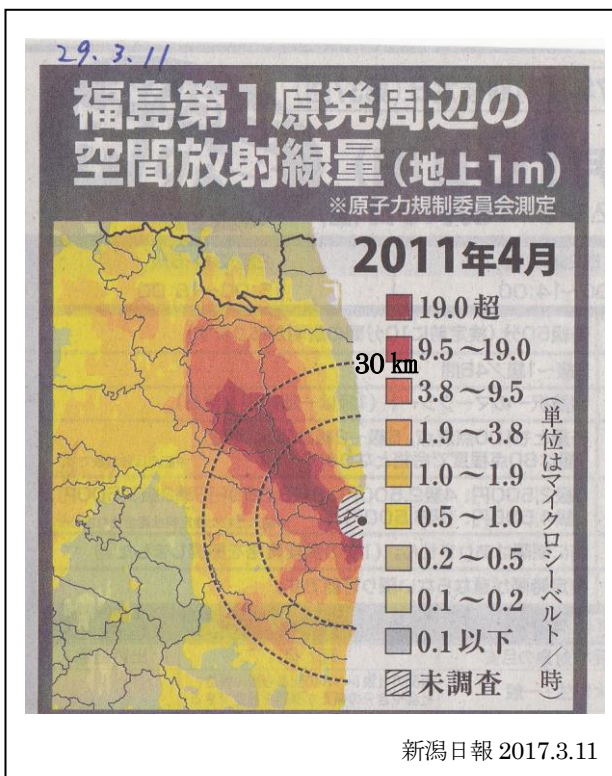 29.3.11
福島第1原発周辺の
空間放射線量(地上1m)
※原子力規制委員会測定
2011年4月
19.0超
9.5〜19.0
30km
3.8〜9.5
1.9〜3.8
1.0〜1.9
0.5〜1.0
0.2〜0.5
0.1〜0.2
0.1以下
未調査
(単位はマイクロシーベルト/時)
新潟日報 2017.3.11